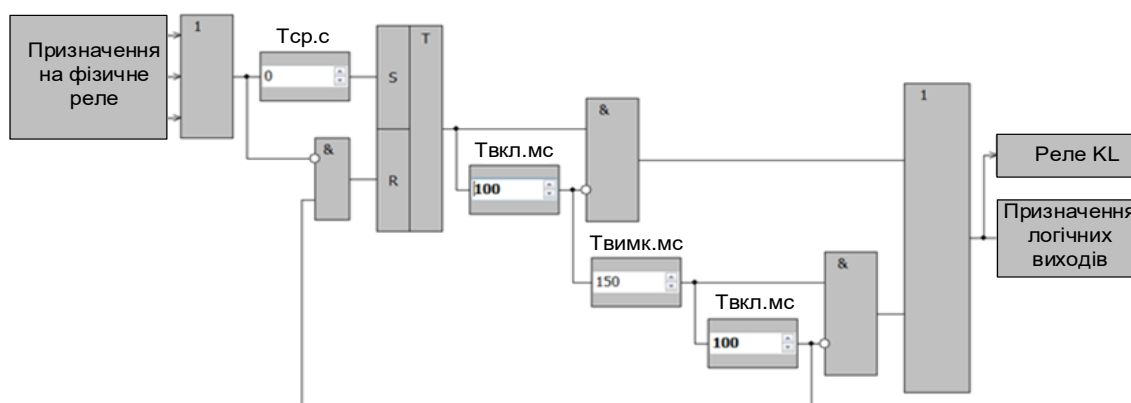 Призначення
на фізичне
реле
1
Тср.с
0
S
T
R
&
Твкл.мс
100
&
Твимк.мс
150
Твкл.мс
100
&
1
Реле KL
Призначення
логічних
виходів